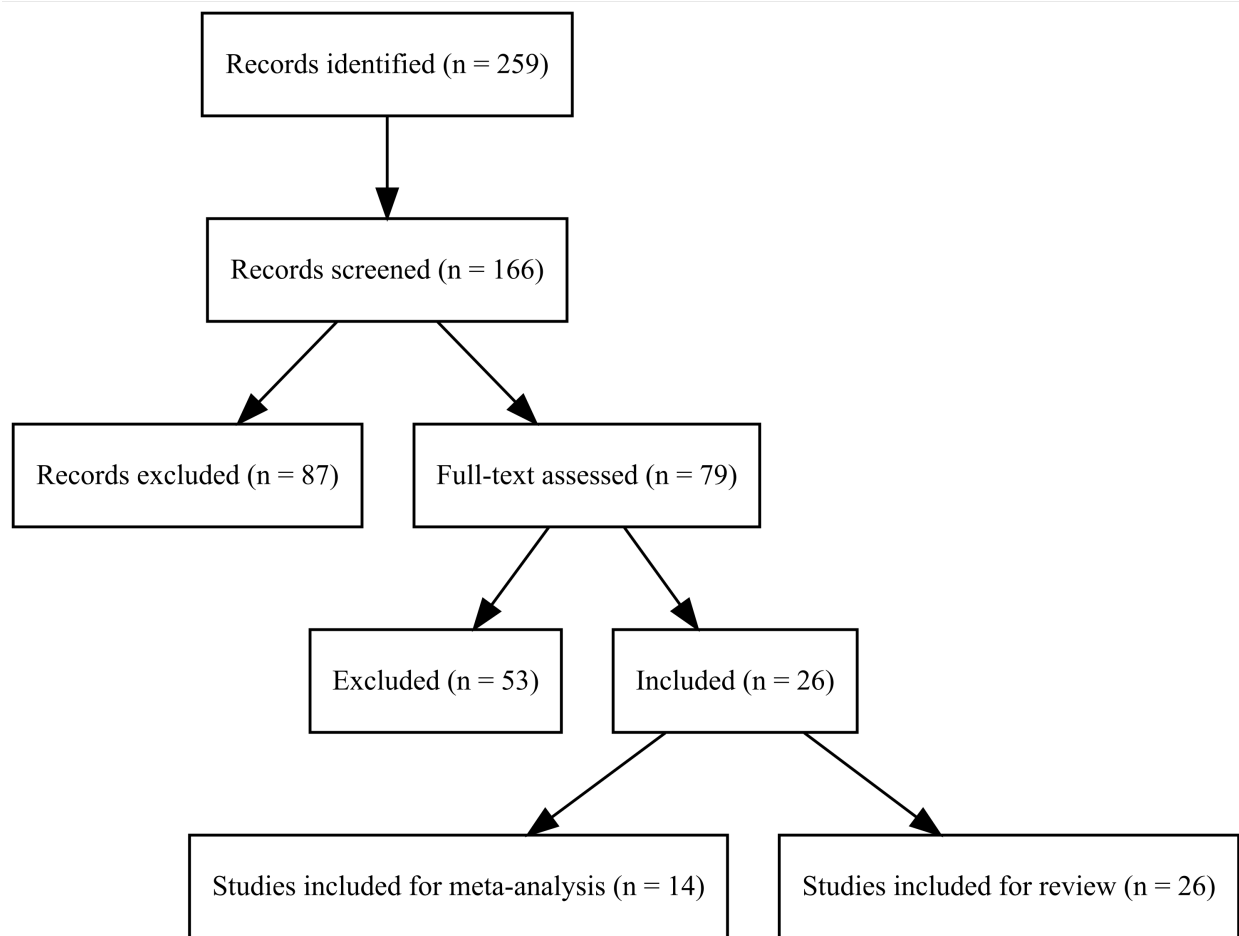 Records identified (n = 259)
Records screened (n = 166)
Records excluded (n = 87)
Full-text assessed (n = 79)
Excluded (n = 53)
Included (n = 26)
Studies included for meta-analysis (n = 14)
Studies included for review (n = 26)